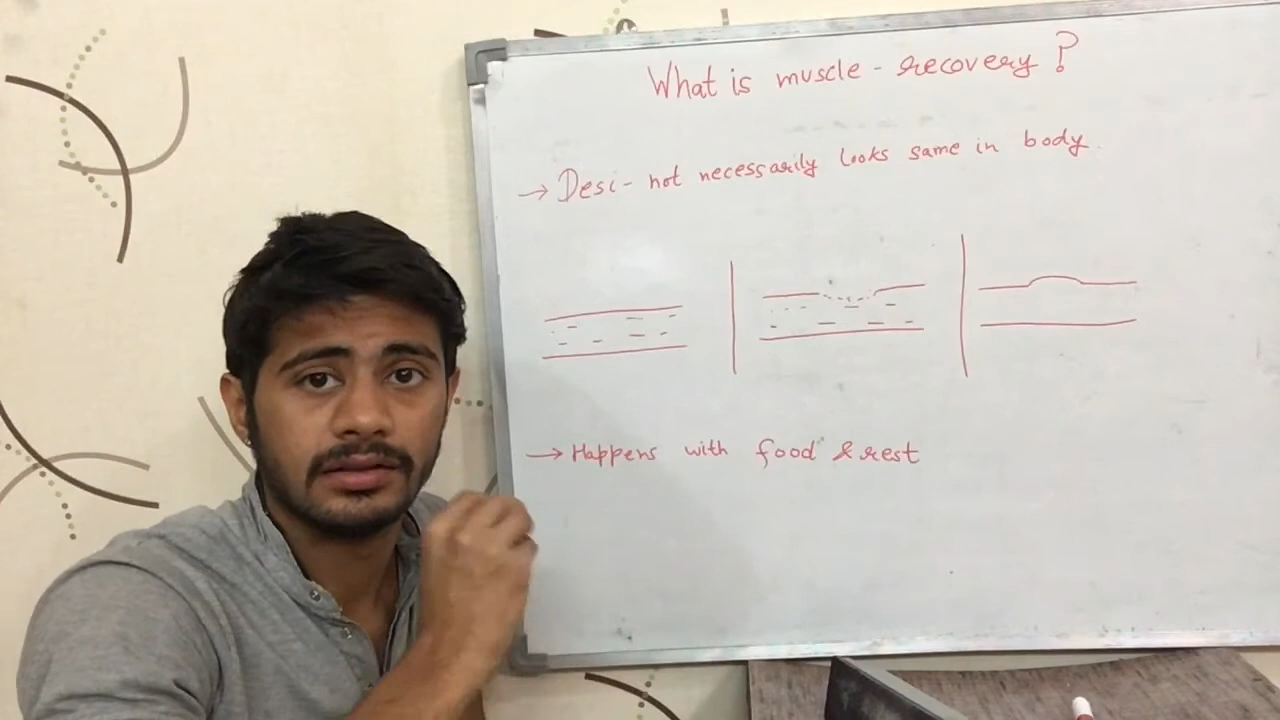 What is muscle-recovery?
→ Desi - not necessarily looks same in body.
→ Happens with food & rest